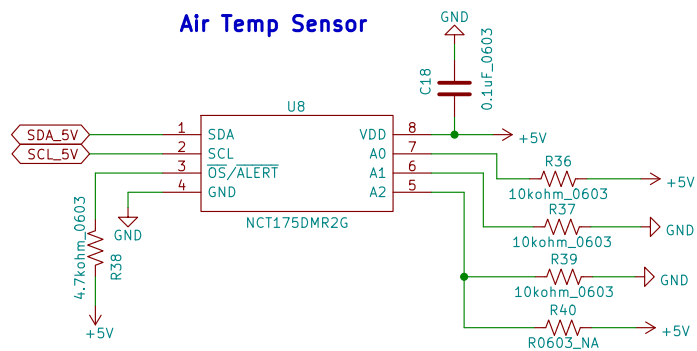 Air Temp Sensor
GND
C18
0.1uF_0603
U8
SDA_5V
1
SDA
VDD
8
+5V
SCL_5V
2
SCL
A0
7
3
OS/ALERT
A1
6
4
GND
A2
5
NCT175DMR2G
R36
10kohm_0603
+5V
R37
10kohm_0603
GND
R39
10kohm_0603
GND
R40
R0603_NA
+5V
GND
4.7kohm_0603
R38
+5V